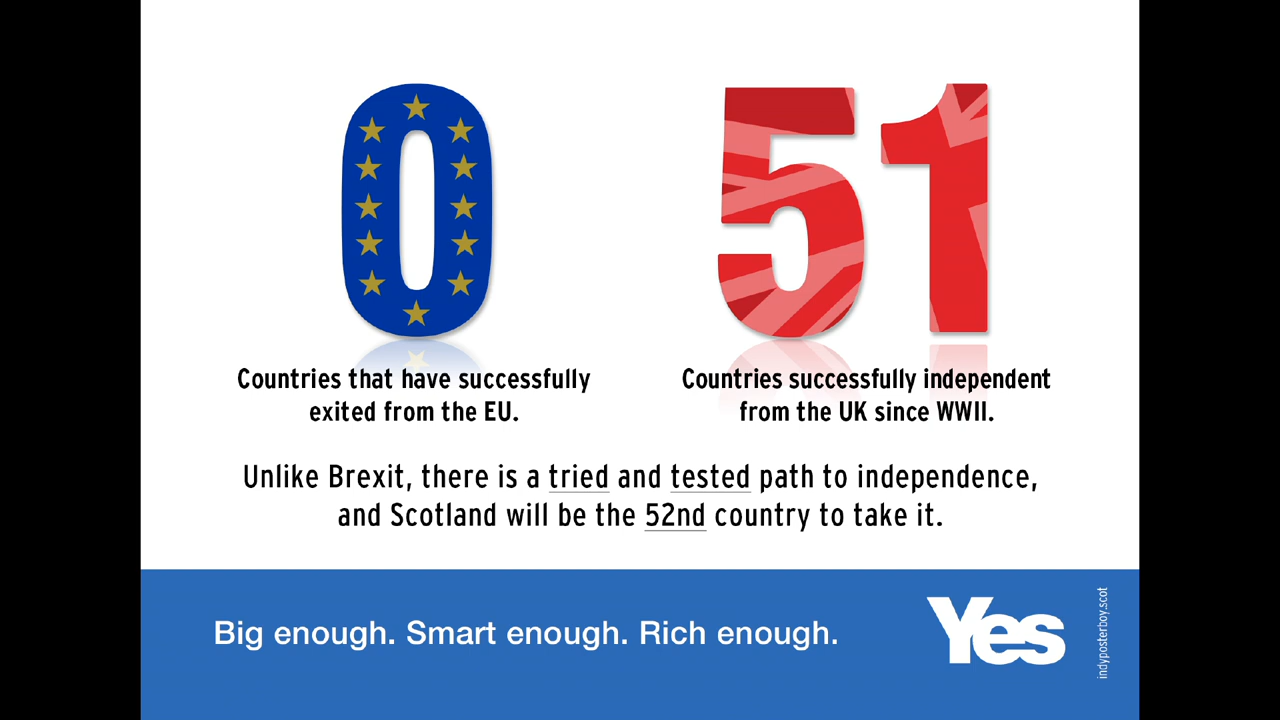 0
51
Countries that have successfully
exited from the EU.
Countries successfully independent
from the UK since WWII.
Unlike Brexit, there is a tried and tested path to independence,
and Scotland will be the 52nd country to take it.
Big enough. Smart enough. Rich enough.
Yes
indyposterboy.scot